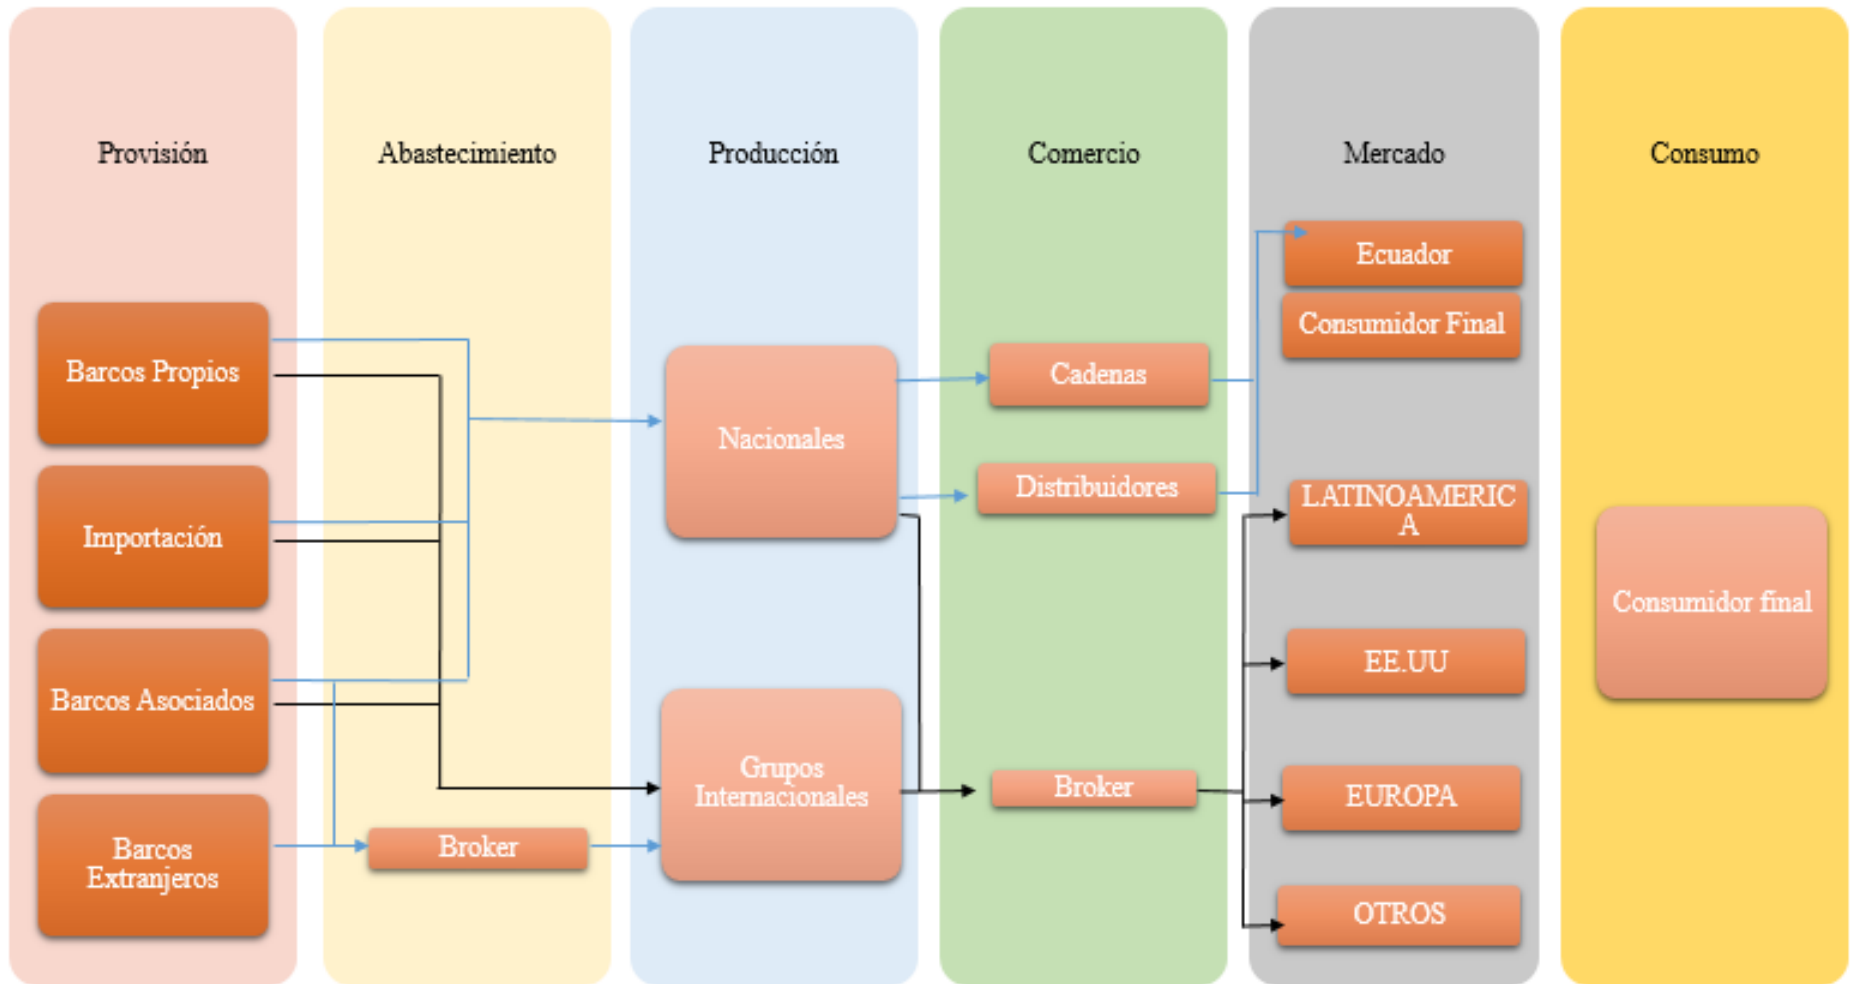 Provisión
Abastecimiento
Producción
Comercio
Mercado
Consumo
Barcos Propios
Importación
Barcos Asociados
Barcos
Extranjeros
Broker
Nacionales
Grupos
Internacionales
Cadenas
Distribuidores
Broker
Ecuador
Consumidor Final
LATINOAMERIC
A
EE.UU
EUROPA
OTROS
Consumidor final